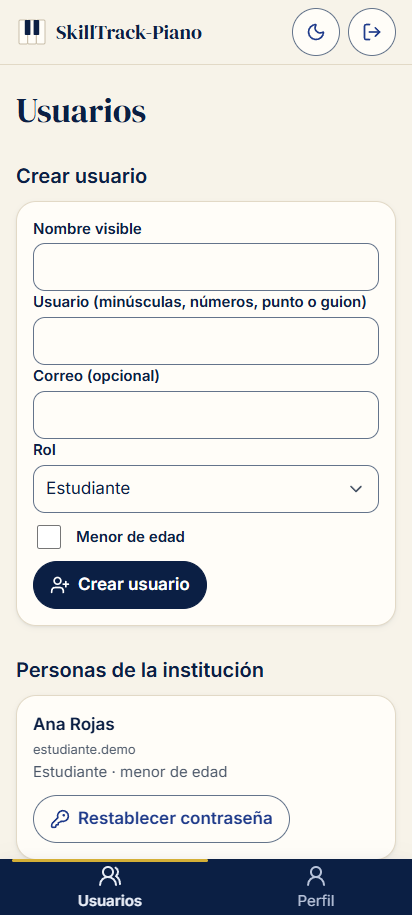 SkillTrack-Piano
Usuarios
Crear usuario
Nombre visible
Usuario (minúsculas, números, punto o guion)
Correo (opcional)
Rol
Estudiante
Menor de edad
Crear usuario
Personas de la institución
Ana Rojas
estudiante.demo
Estudiante · menor de edad
Restablecer contraseña
Usuarios
Perfil